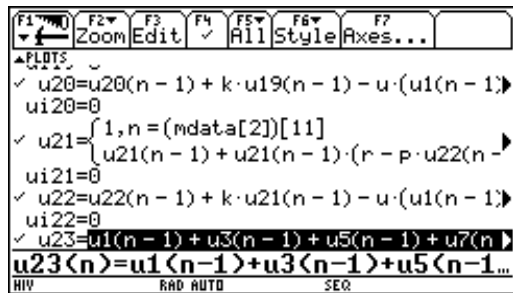 F1 F2 F3 F4 F5 F6 F7
Zoom Edit ✓ All Style Axes...
▲PLOTS
✓ u20=u20(n - 1) + k·u19(n - 1) - u·(u1(n - 1)▶
ui20=0
✓ u21={1,n = (mdata[2])[11]
u21(n - 1) + u21(n - 1)·(r - p·u22(n - ▶
ui21=0
✓ u22=u22(n - 1) + k·u21(n - 1) - u·(u1(n - 1)▶
ui22=0
✓ u23=u1(n - 1) + u3(n - 1) + u5(n - 1) + u7(n ▶
u23(n)=u1(n-1)+u3(n-1)+u5(n-1…
HIV RAD AUTO SEQ